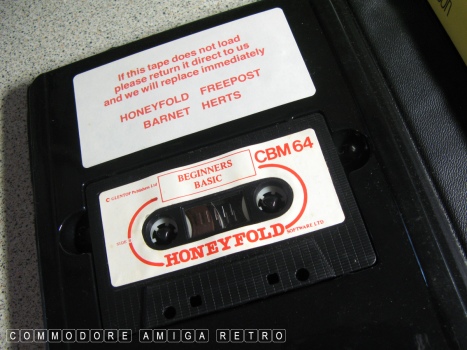 If this tape does not load
please return it direct to us
and we will replace immediately
HONEYFOLD FREEPOST
BARNET HERTS
CBM 64
BEGINNERS
BASIC
HONEYFOLD
SOFTWARE LTD
COMMODORE AMIGA RETRO